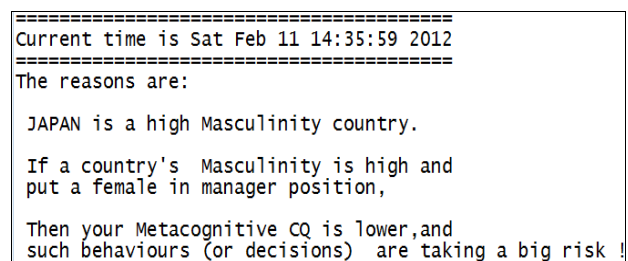 ========================================
Current time is Sat Feb 11 14:35:59 2012
========================================
The reasons are:
JAPAN is a high Masculinity country.
If a country's  Masculinity is high and
put a female in manager position,
Then your Metacognitive CQ is lower,and
such behaviours (or decisions)  are taking a big risk !